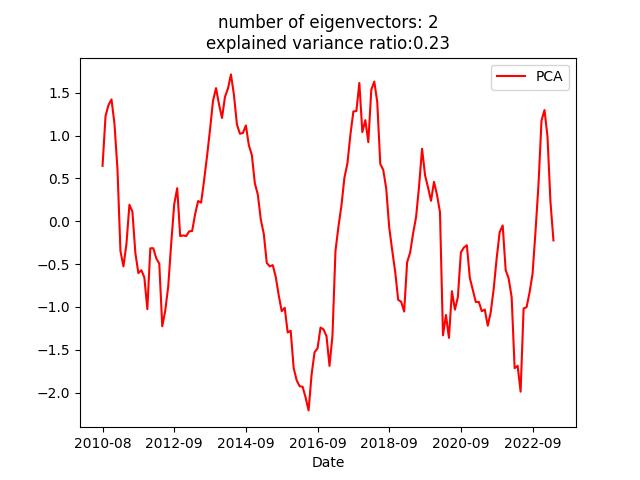 number of eigenvectors: 2
explained variance ratio:0.23
PCA
1.5
1.0
0.5
0.0
−0.5
−1.0
−1.5
−2.0
2010-08 2012-09 2014-09 2016-09 2018-09 2020-09 2022-09
Date